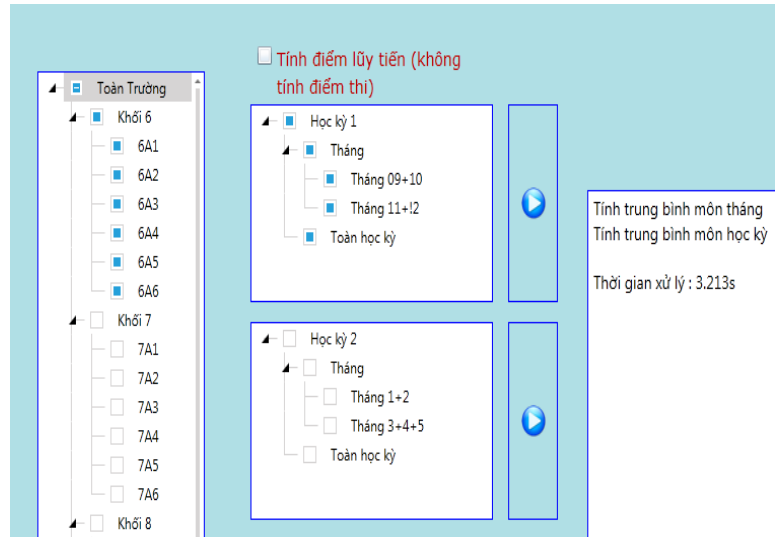 Tính điểm lũy tiến (không
tính điểm thi)
Toàn Trường
Khối 6
6A1
6A2
6A3
6A4
6A5
6A6
Khối 7
7A1
7A2
7A3
7A4
7A5
7A6
Khối 8
Học kỳ 1
Tháng
Tháng 09+10
Tháng 11+!2
Toàn học kỳ
Học kỳ 2
Tháng
Tháng 1+2
Tháng 3+4+5
Toàn học kỳ
Tính trung bình môn tháng
Tính trung bình môn học kỳ
Thời gian xử lý : 3.213s